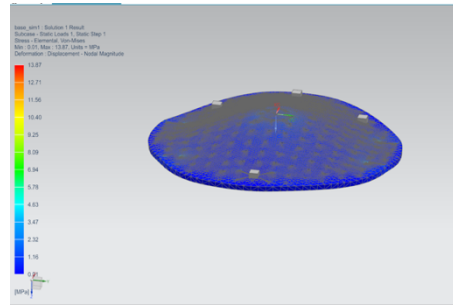 base_sim1 : Solution 1 Result
Subcase - Static Loads 1, Static Step 1
Stress - Elemental, Von-Mises
Min : 0.01, Max : 13.87, Units = MPa
Deformation : Displacement - Nodal Magnitude
13.87
12.71
11.56
10.40
9.25
8.09
6.94
5.78
4.63
3.47
2.32
1.16
[MPa]